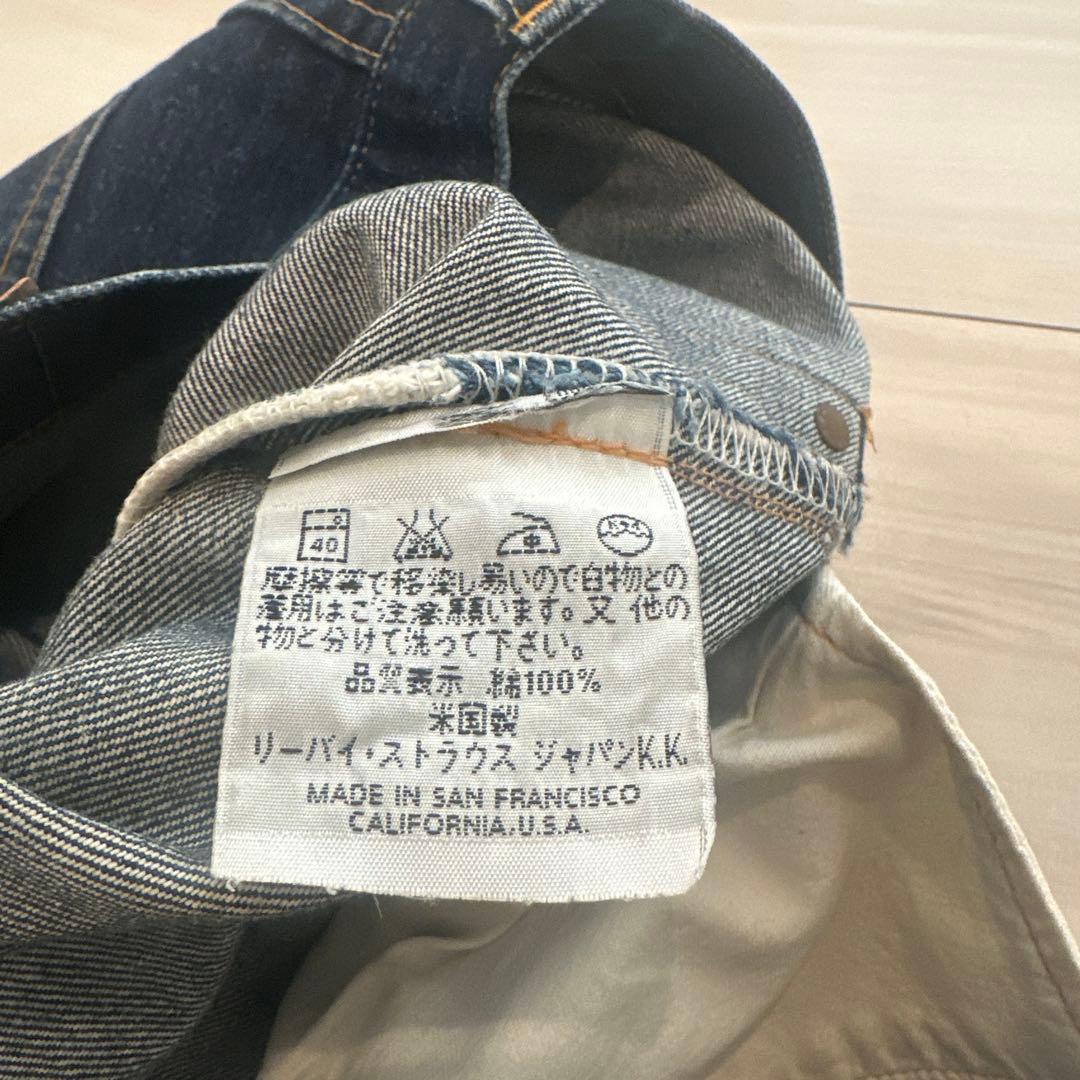 40 中 ドライ
摩擦等で移染し易いので白物との
着用はご注意願います。又 他の
物と分けて洗って下さい。
品質表示 綿100%
米国製
リーバイ・ストラウス ジャパンK.K.
MADE IN SAN FRANCISCO
CALIFORNIA.U.S.A.